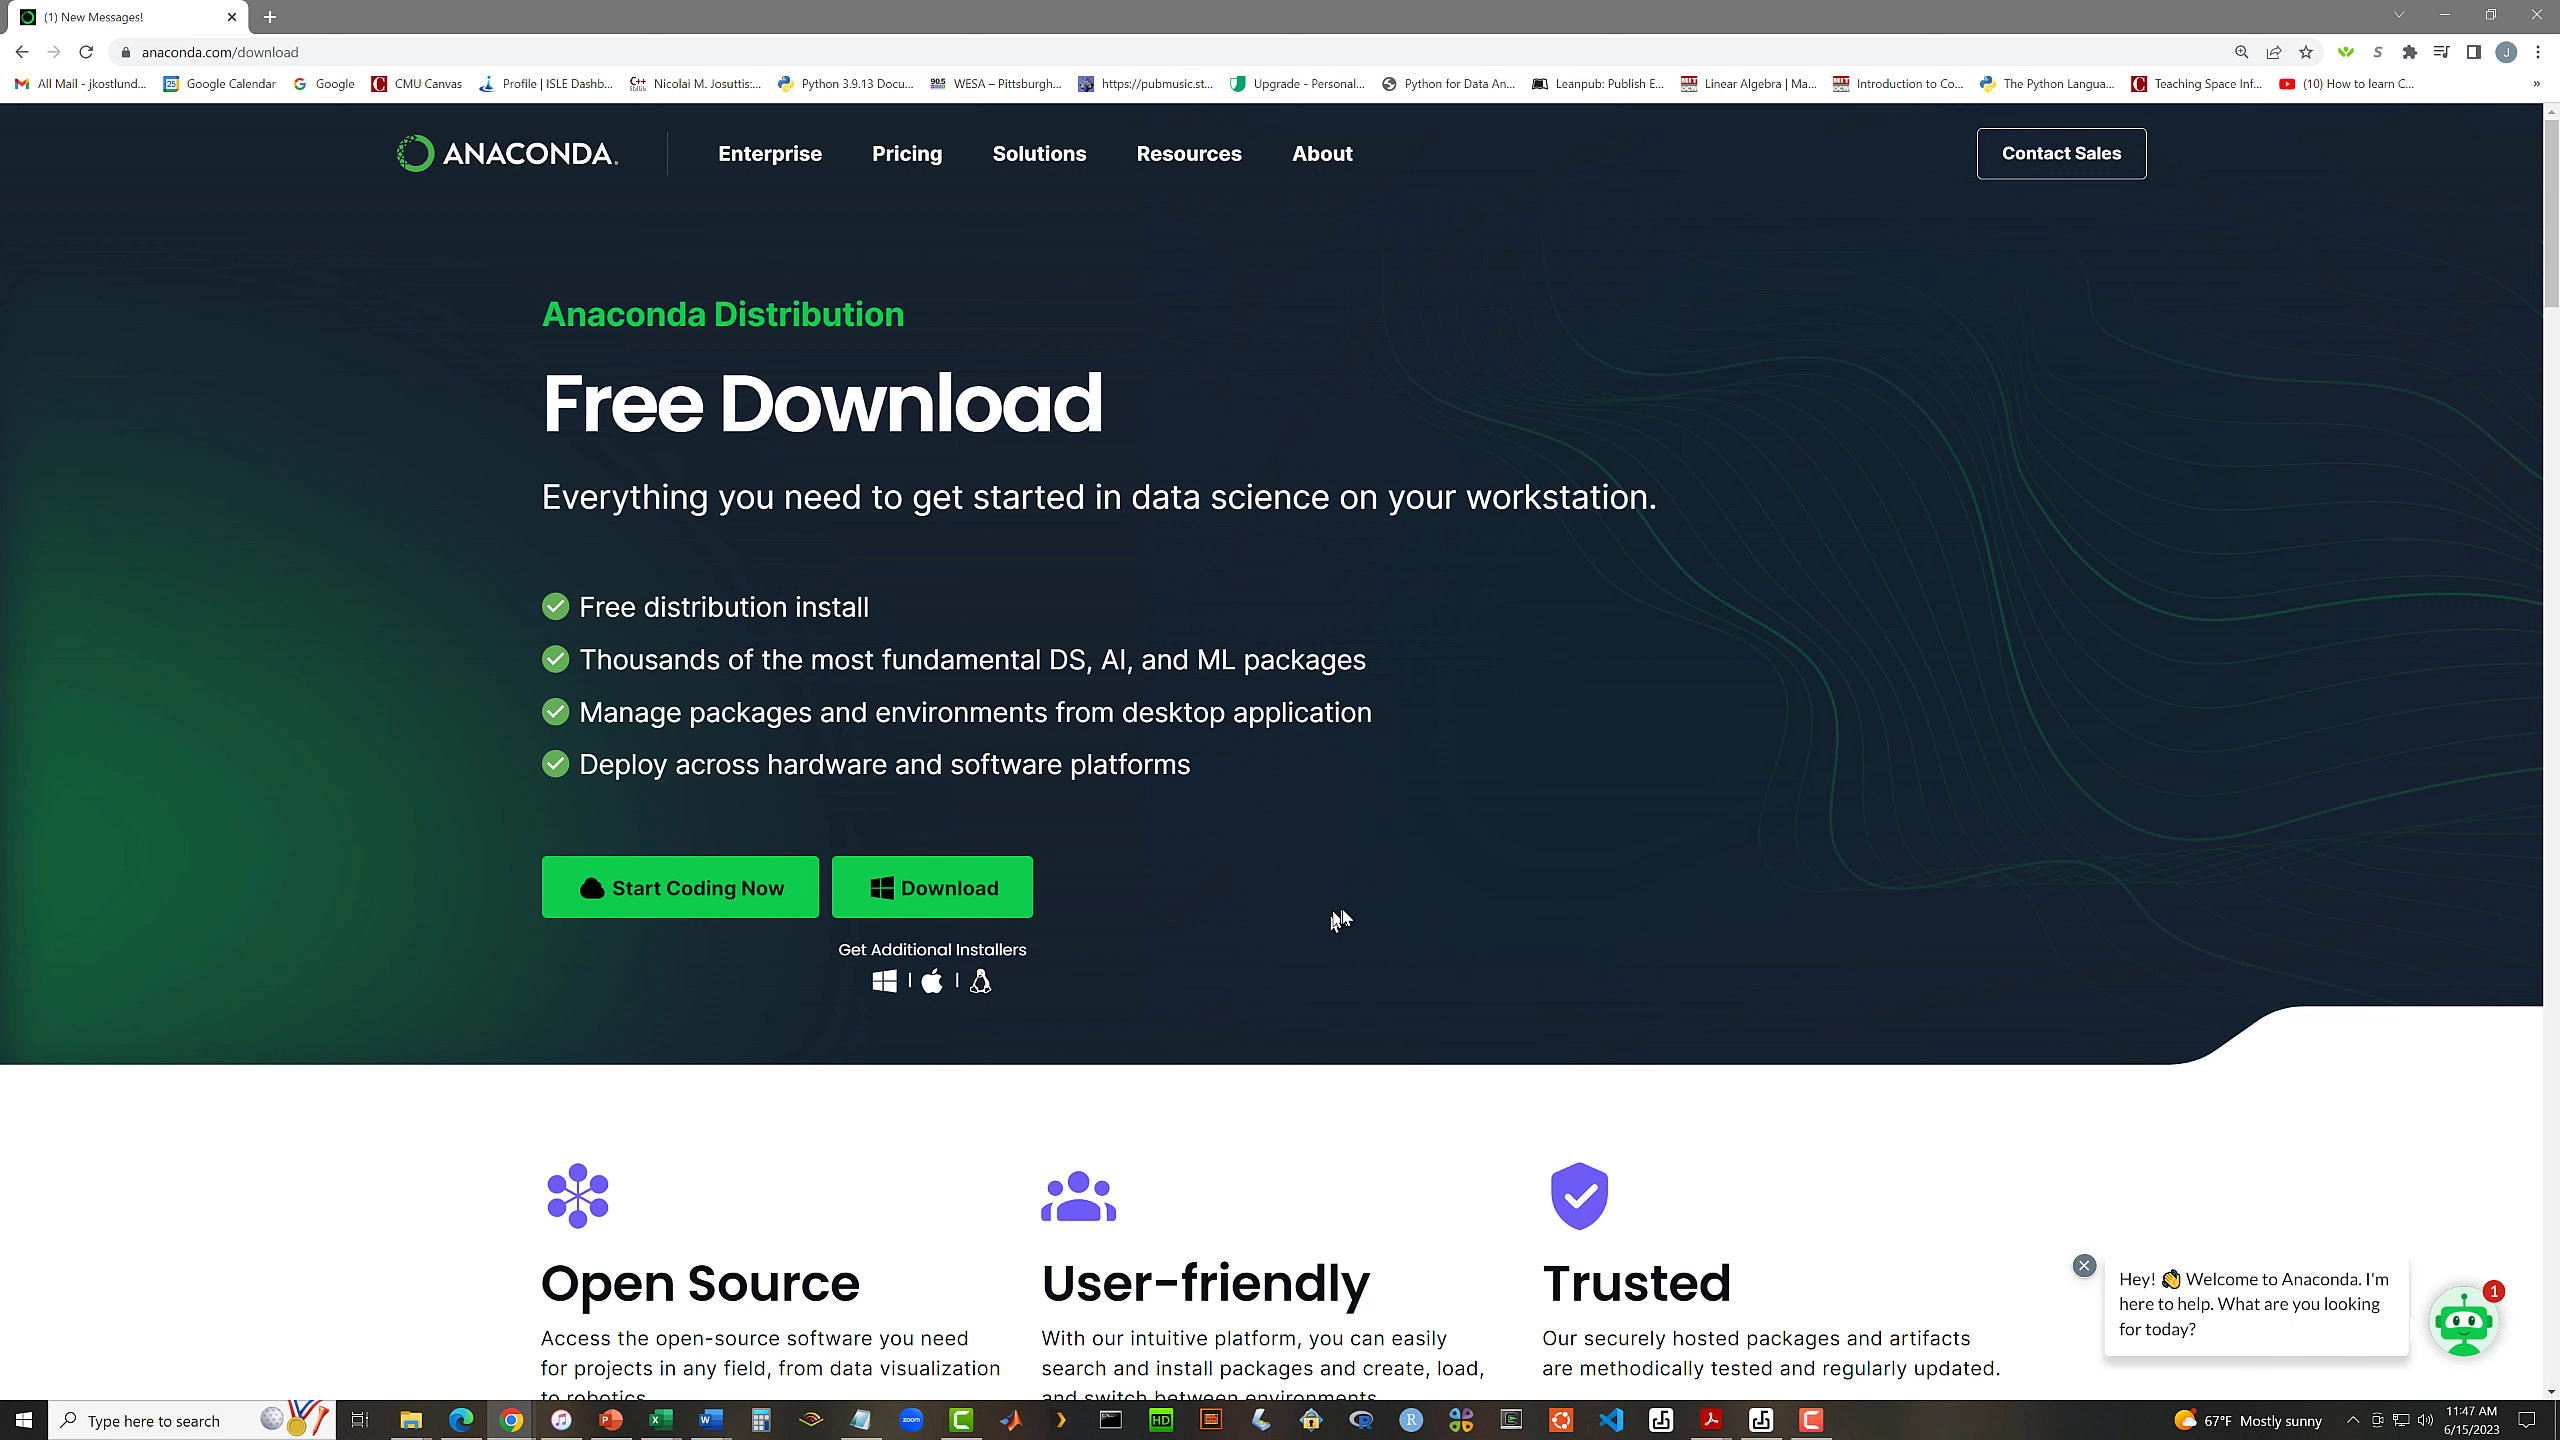 (1) New Messages!
anaconda.com/download
All Mail - jkostlund...
Google Calendar
Google
CMU Canvas
Profile | ISLE Dashb...
Nicolai M. Josuttis:...
Python 3.9.13 Docu...
WESA – Pittsburgh...
https://pubmusic.st...
Upgrade - Personal...
Python for Data An...
Leanpub: Publish E...
Linear Algebra | Ma...
Introduction to Co...
The Python Langua...
Teaching Space Inf...
(10) How to learn C...
»
ANACONDA.
Enterprise
Pricing
Solutions
Resources
About
Contact Sales
Anaconda Distribution
Free Download
Everything you need to get started in data science on your workstation.
Free distribution install
Thousands of the most fundamental DS, AI, and ML packages
Manage packages and environments from desktop application
Deploy across hardware and software platforms
Start Coding Now
Download
Get Additional Installers
Open Source
Access the open-source software you need
for projects in any field, from data visualization
to robotics
User-friendly
With our intuitive platform, you can easily
search and install packages and create, load,
and switch between environments
Trusted
Our securely hosted packages and artifacts
are methodically tested and regularly updated.
Hey! 👋 Welcome to Anaconda. I'm
here to help. What are you looking
for today?
1
Type here to search
67°F Mostly sunny
11:47 AM
6/15/2023